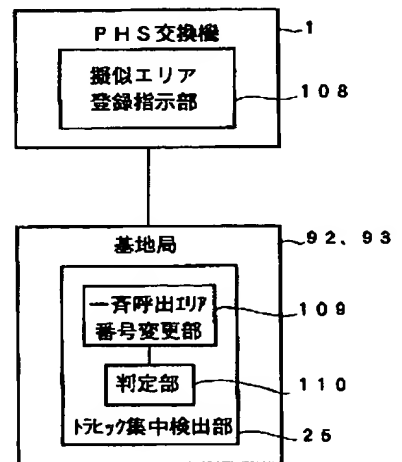 ＰＨＳ交換機
１
擬似エリア
登録指示部
１０８
基地局
９２、９３
一斉呼出エリア
番号変更部
１０９
判定部
１１０
トラヒック集中検出部
２５